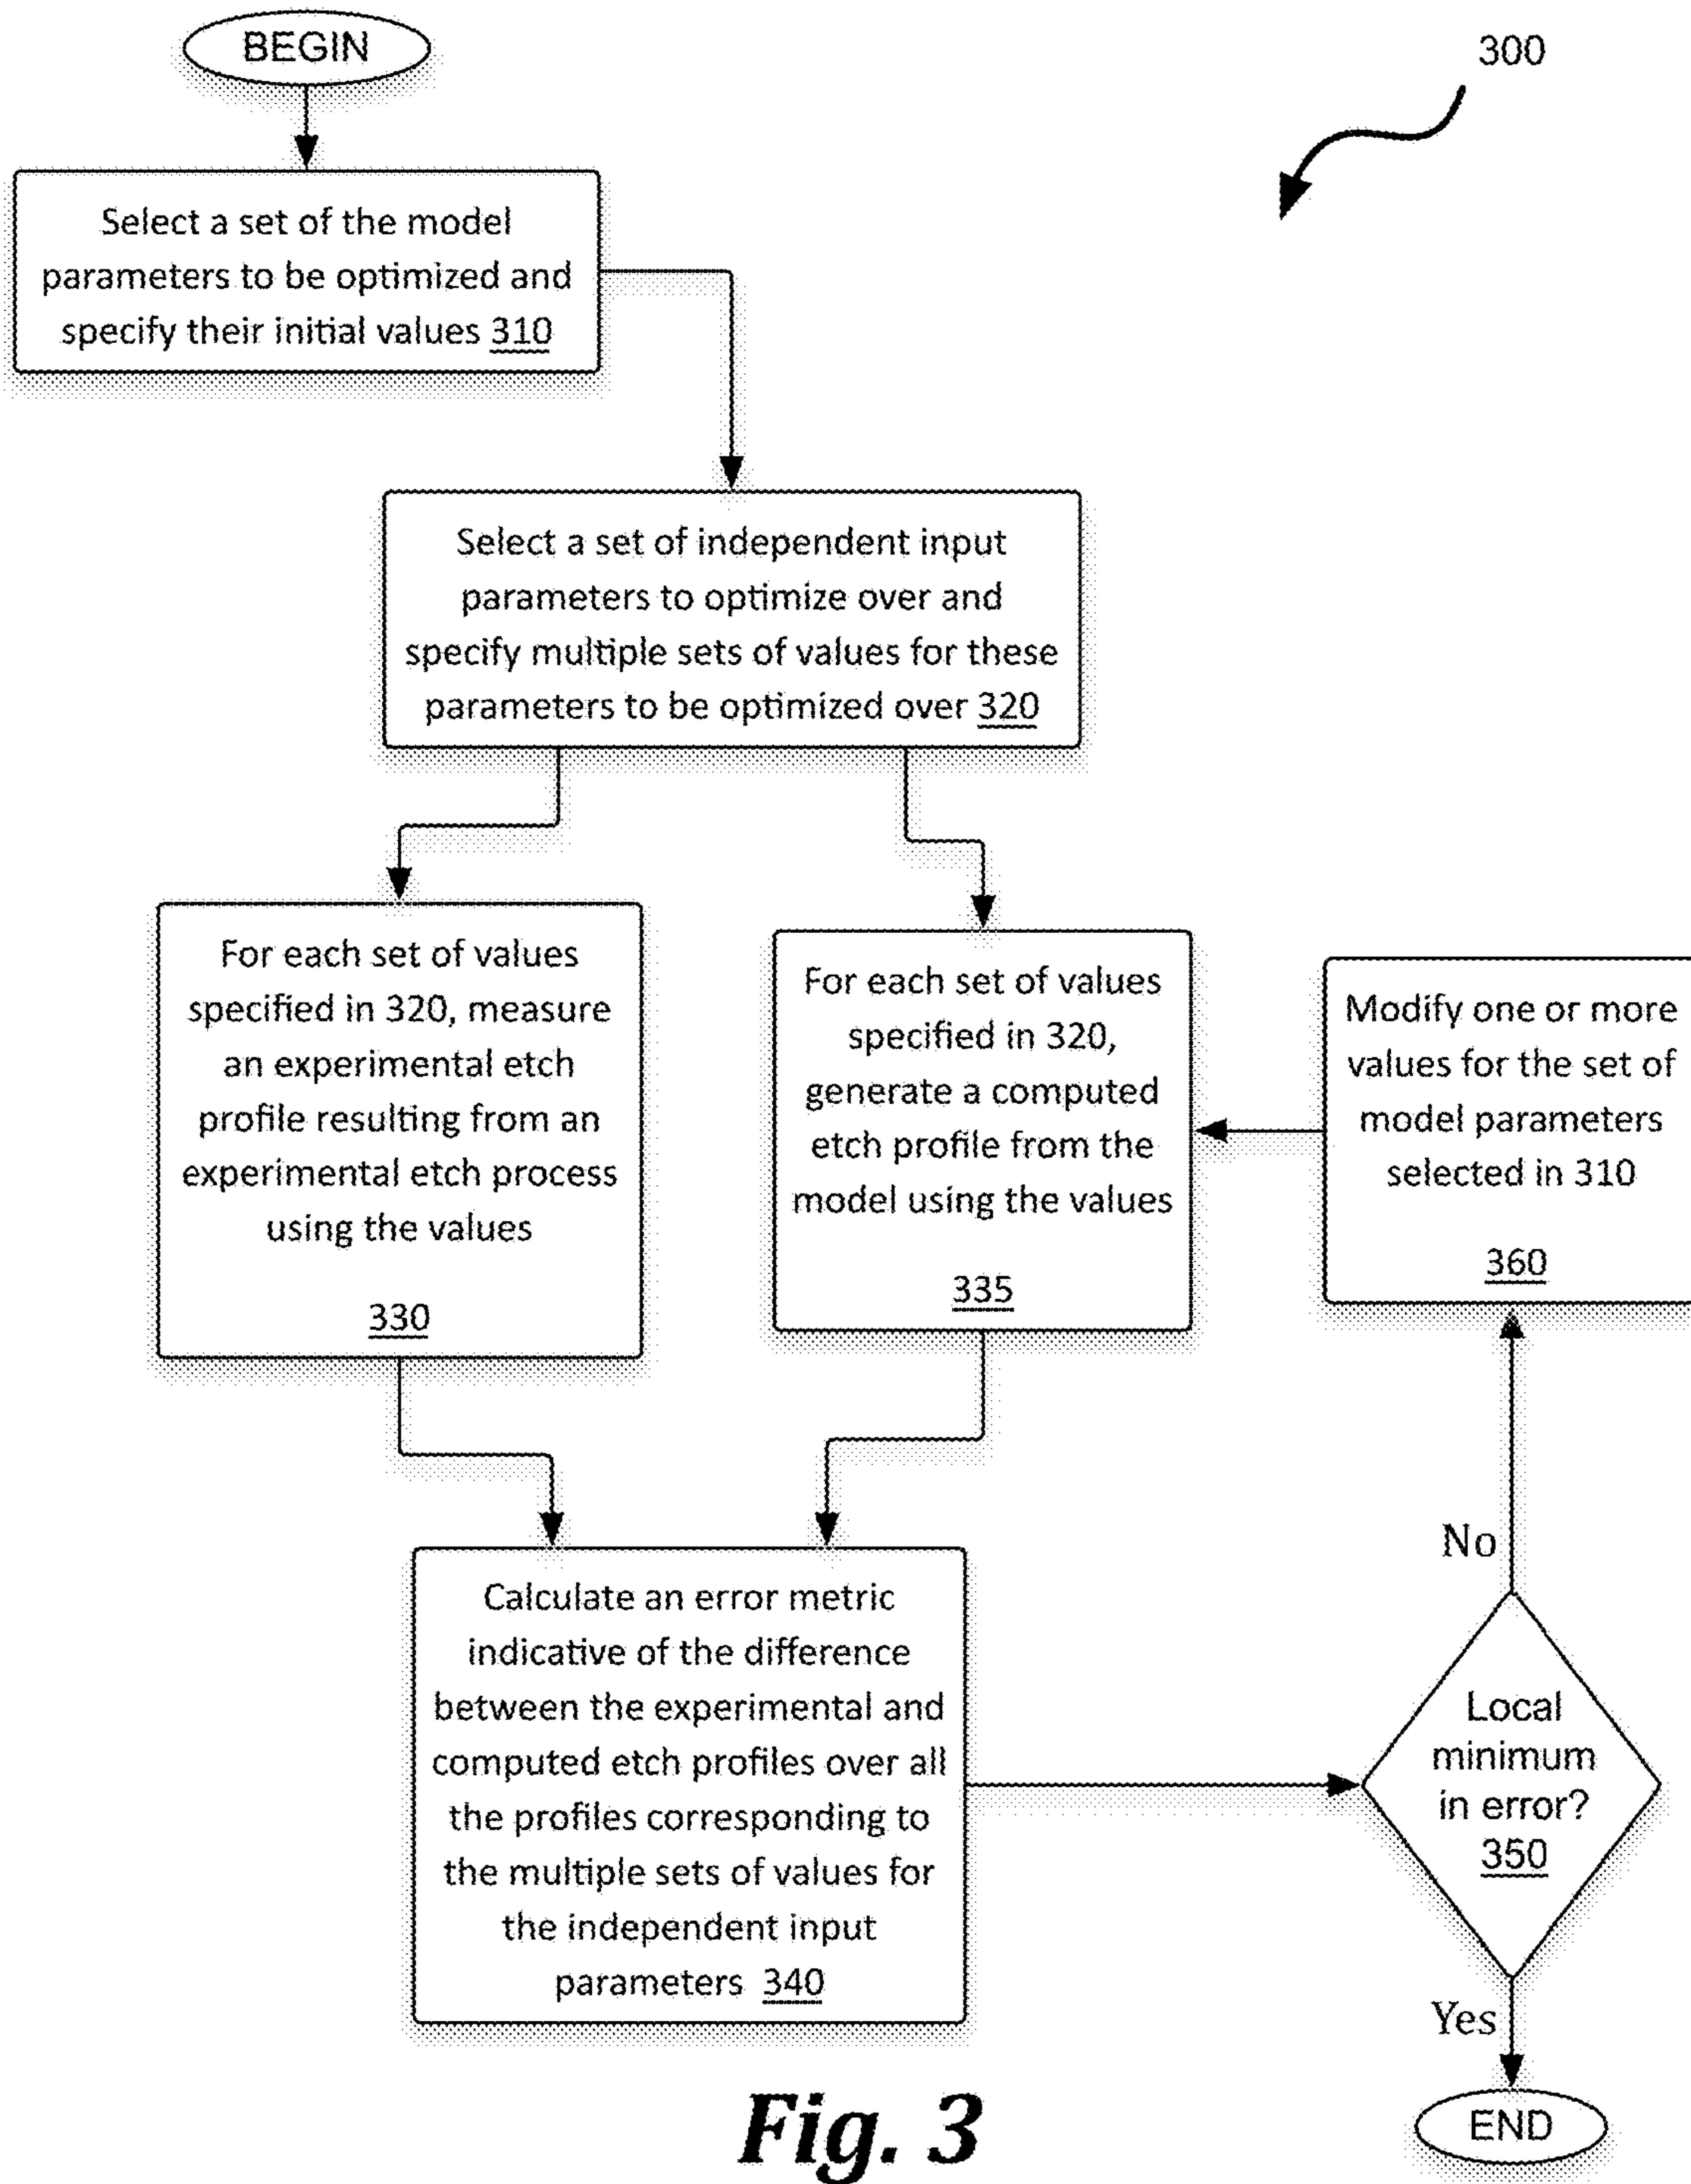 BEGIN
300
Select a set of the model
parameters to be optimized and
specify their initial values 310
Select a set of independent input
parameters to optimize over and
specify multiple sets of values for these
parameters to be optimized over 320
For each set of values
specified in 320, measure
an experimental etch
profile resulting from an
experimental etch process
using the values
330
For each set of values
specified in 320,
generate a computed
etch profile from the
model using the values
335
Modify one or more
values for the set of
model parameters
selected in 310
360
Calculate an error metric
indicative of the difference
between the experimental and
computed etch profiles over all
the profiles corresponding to
the multiple sets of values for
the independent input
parameters 340
No
Local
minimum
in error?
350
Yes
END
Fig. 3